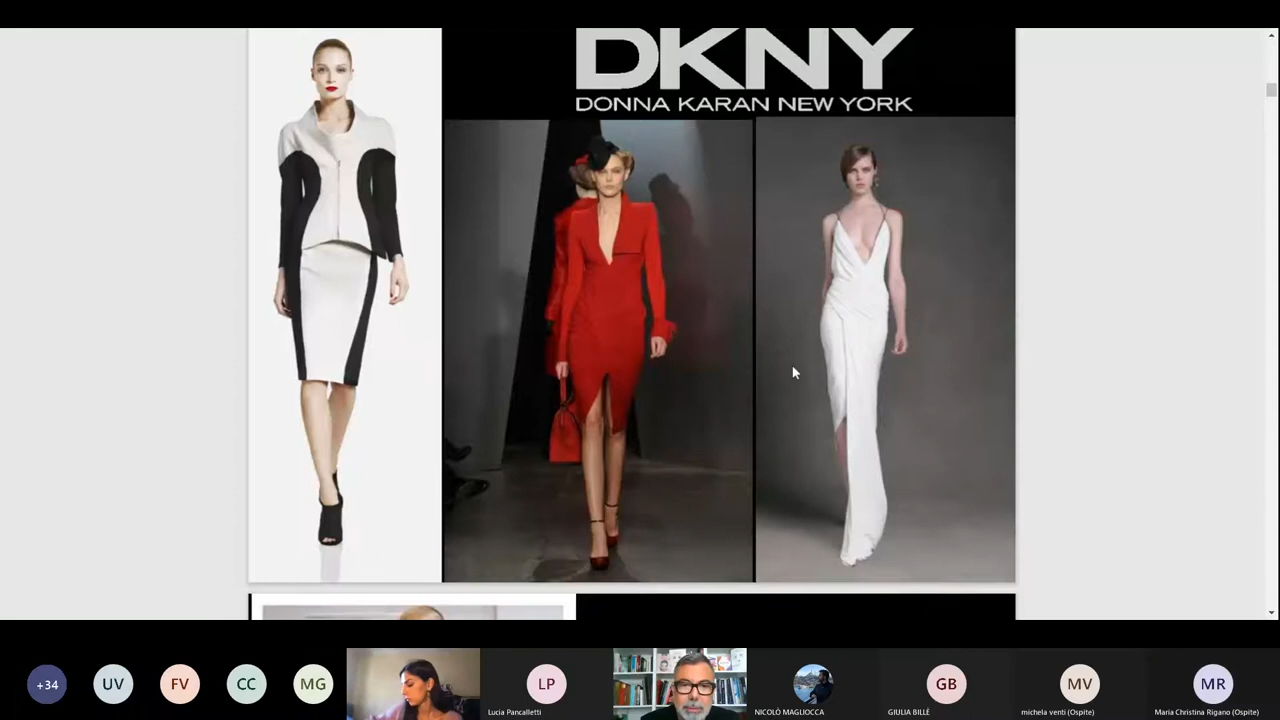 DKNY
DONNA KARAN NEW YORK
+34
UV
FV
CC
MG
LP
Lucia Pancalletti
NICOLÒ MAGLIOCCA
GB
GIULIA BILLÈ
MV
michela venti (Ospite)
MR
Maria Christina Rigano (Ospite)